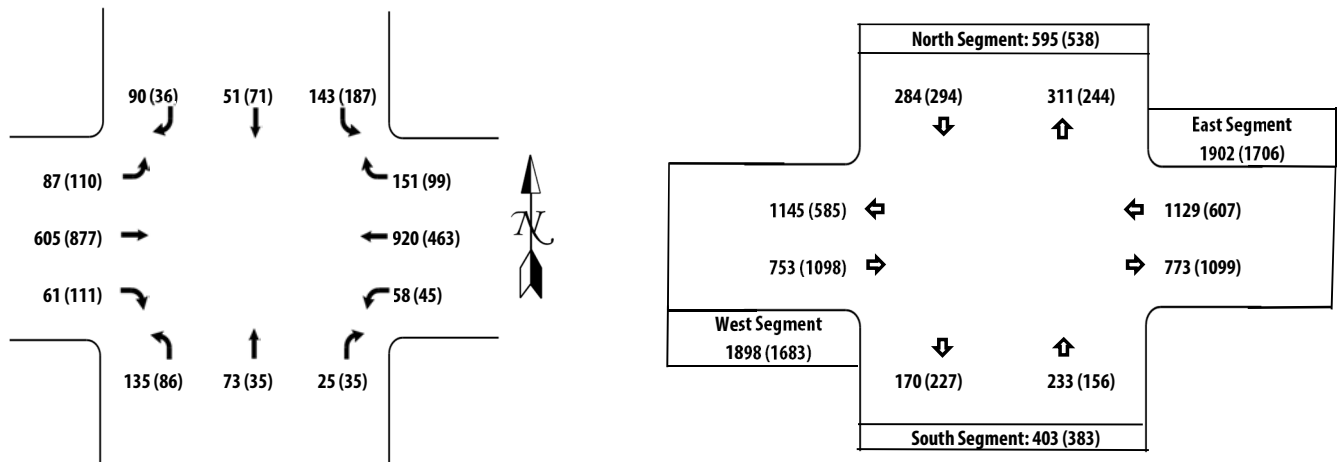 90 (36) 51 (71) 143 (187)
87 (110) 151 (99)
605 (877) 920 (463)
61 (111) 58 (45)
135 (86) 73 (35) 25 (35)
N
North Segment: 595 (538)
284 (294) 311 (244)
East Segment
1902 (1706)
1145 (585) 1129 (607)
753 (1098) 773 (1099)
West Segment
1898 (1683)
170 (227) 233 (156)
South Segment: 403 (383)